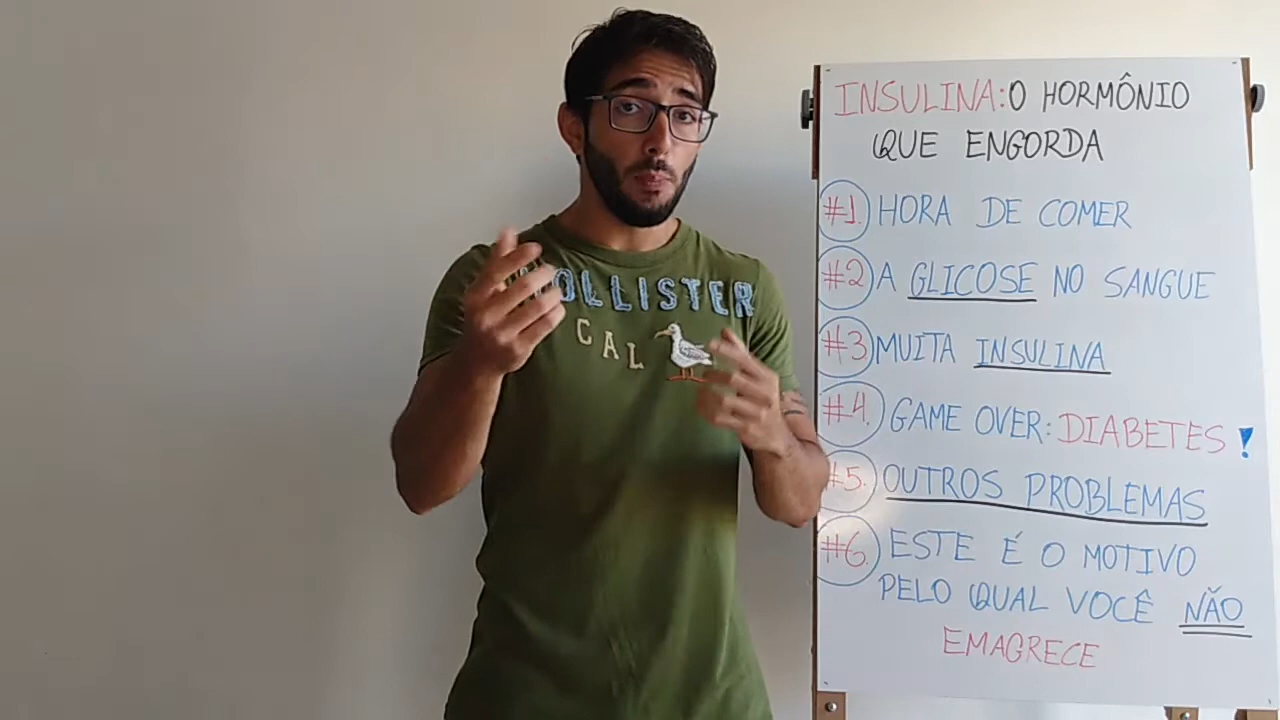 INSULINA: O HORMÔNIO
QUE ENGORDA
#1. HORA DE COMER
#2 A GLICOSE NO SANGUE
#3 MUITA INSULINA
#4. GAME OVER: DIABETES!
#5. OUTROS PROBLEMAS
#6. ESTE É O MOTIVO
PELO QUAL VOCÊ NÃO
EMAGRECE
HOLLISTER
CAL